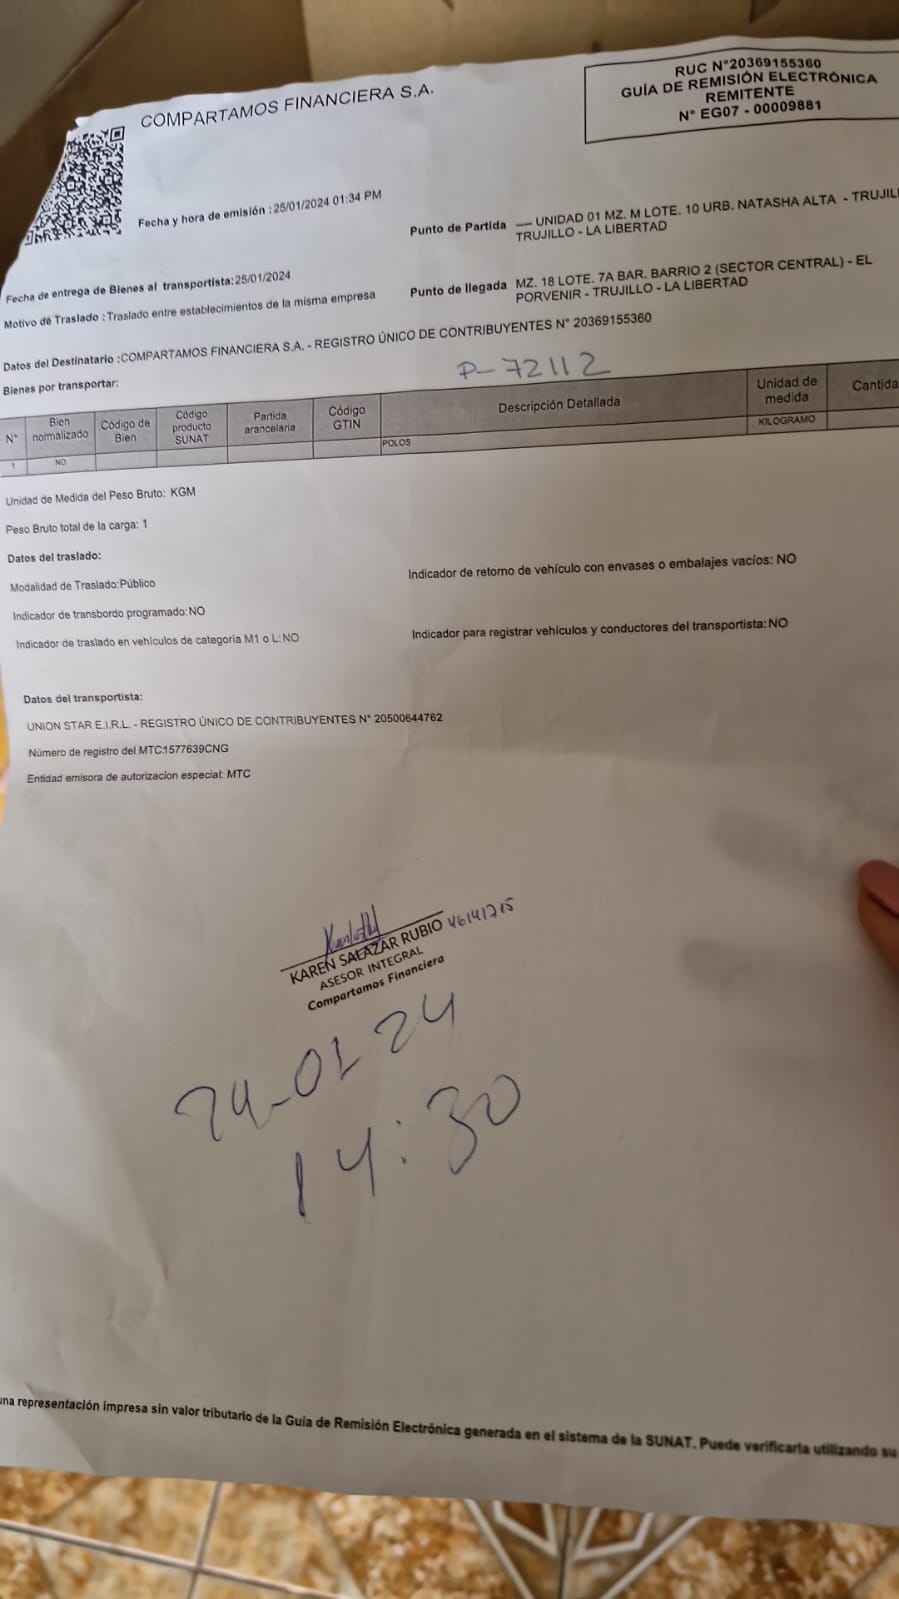 COMPARTAMOS FINANCIERA S.A.
RUC N°20369155360
GUÍA DE REMISIÓN ELECTRÓNICA
REMITENTE
N° EG07 - 00009881
Fecha y hora de emisión : 25/01/2024 01:34 PM
Punto de Partida --- UNIDAD 01 MZ. M LOTE. 10 URB. NATASHA ALTA - TRUJIL
TRUJILLO - LA LIBERTAD
Fecha de entrega de Bienes al transportista: 25/01/2024
Punto de llegada MZ. 18 LOTE. 7A BAR. BARRIO 2 (SECTOR CENTRAL) - EL
PORVENIR - TRUJILLO - LA LIBERTAD
Motivo de Traslado : Traslado entre establecimientos de la misma empresa
Datos del Destinatario : COMPARTAMOS FINANCIERA S.A. - REGISTRO ÚNICO DE CONTRIBUYENTES N° 20369155360
P-72112
Bienes por transportar:
N° Bien normalizado Código de Bien Código producto SUNAT Partida arancelaria Código GTIN Descripción Detallada Unidad de medida Cantida
1 NO POLOS KILOGRAMO
Unidad de Medida del Peso Bruto: KGM
Peso Bruto total de la carga: 1
Datos del traslado:
Modalidad de Traslado: Público
Indicador de retorno de vehículo con envases o embalajes vacíos: NO
Indicador de transbordo programado: NO
Indicador de traslado en vehículos de categoria M1 o L: NO
Indicador para registrar vehículos y conductores del transportista: NO
Datos del transportista:
UNION STAR E.I.R.L. - REGISTRO ÚNICO DE CONTRIBUYENTES N° 20500644762
Número de registro del MTC:1577639CNG
Entidad emisora de autorizacion especial: MTC
KAREN SALAZAR RUBIO 46141715
ASESOR INTEGRAL
Compartamos Financiera
24-01 24
14:30
una representación impresa sin valor tributario de la Guía de Remisión Electrónica generada en el sistema de la SUNAT. Puede verificarla utilizando su